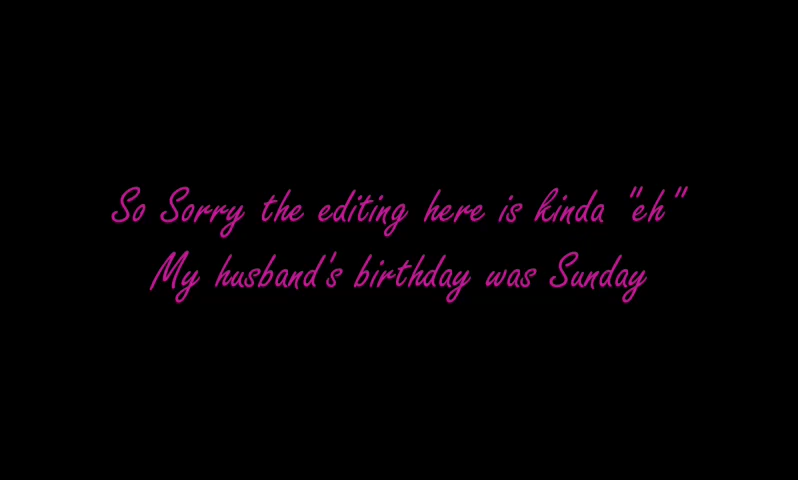 So Sorry the editing here is kinda "eh"
My husband's birthday was Sunday